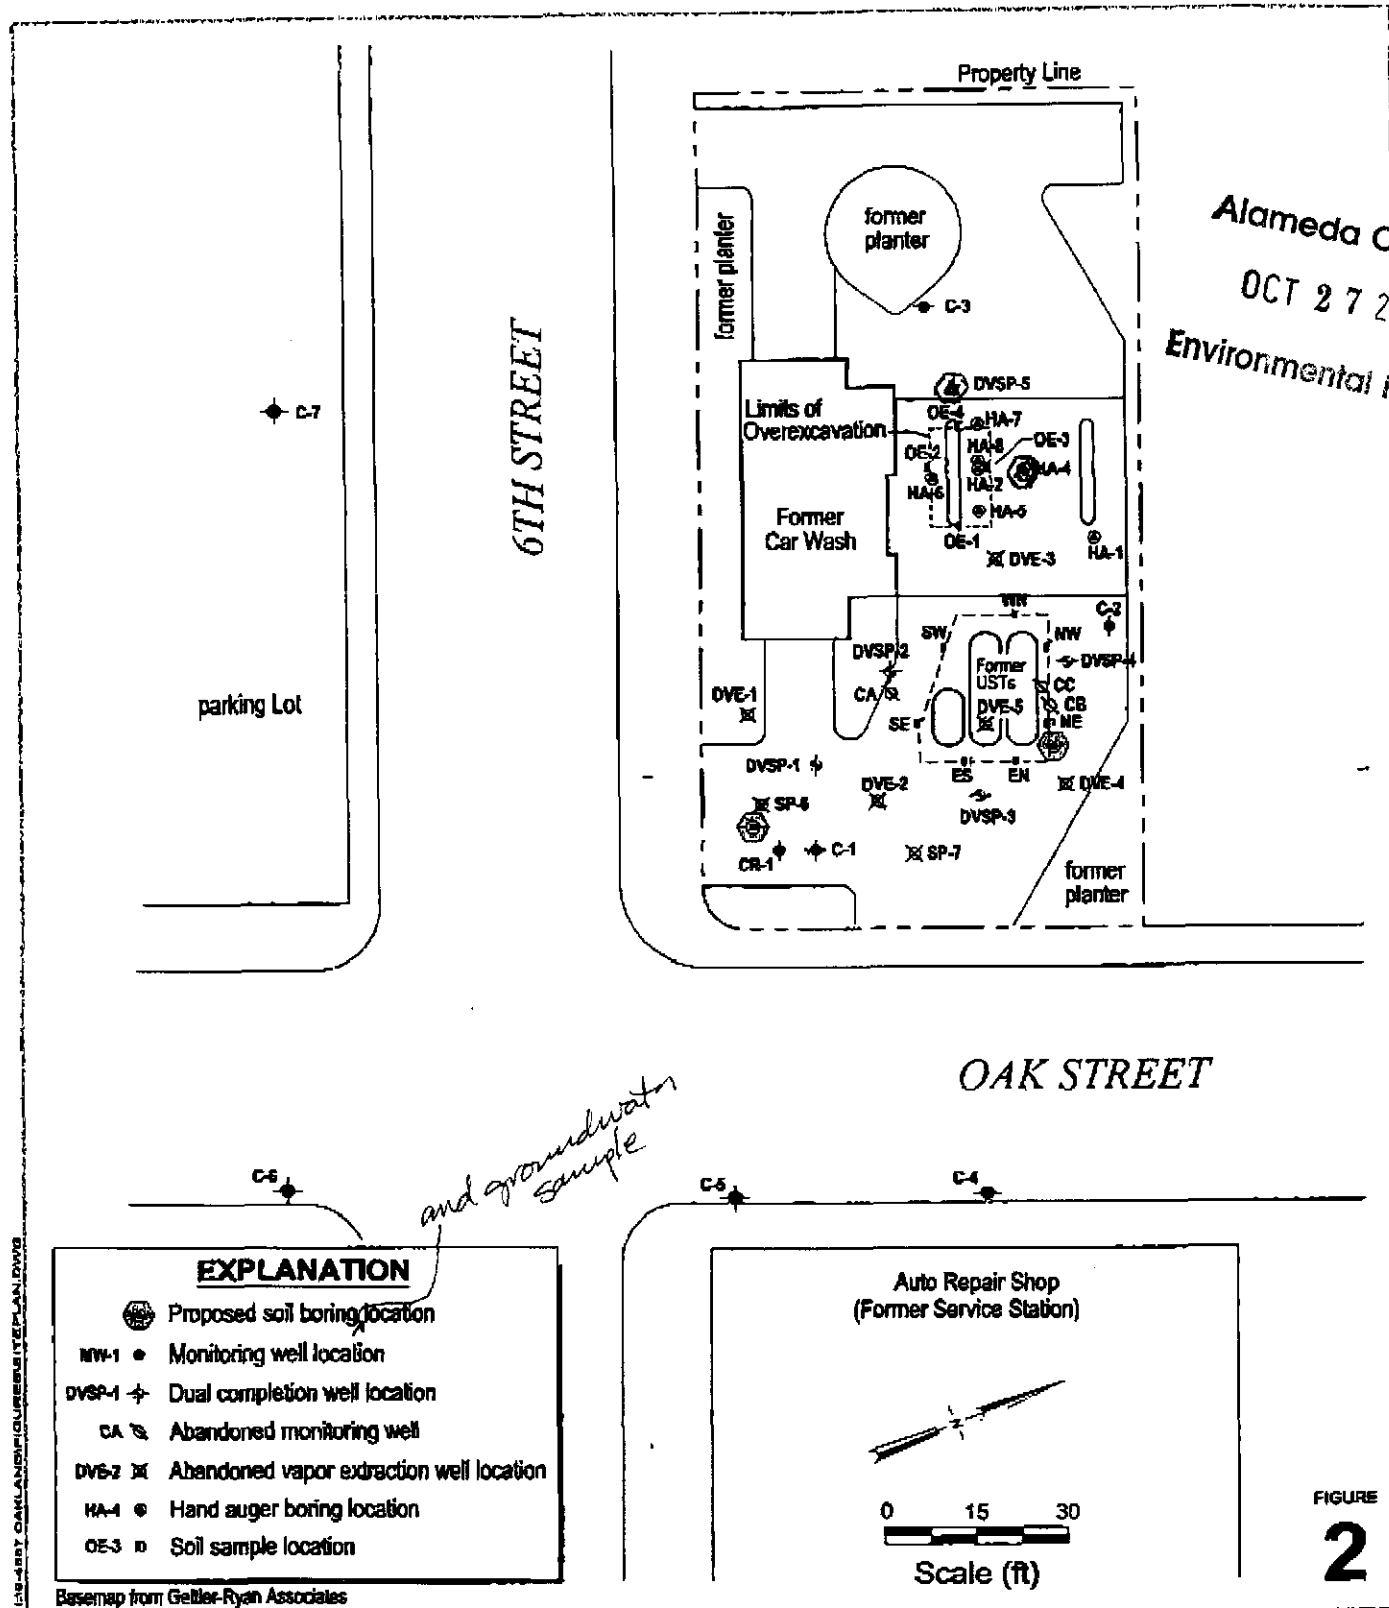 Property Line
Alameda C
OCT 2 7 2
Environmental
former
planter
former planter
C-3
6TH STREET
C-7
DVSP-5
Limits of
Overexcavation
OE-4
HA-7
OE-3
HA-8
OE-2
HA-4
HA-6
HA-2
HA-5
Former
Car Wash
OE-1
HA-1
DVE-3
WN
C-2
SW
NW
DVSP-2
DVSP-4
Former
USTs
CC
CA
CB
DVE-1
DVE-5
NE
SE
parking Lot
DVSP-1
ES
EN
DVE-2
DVE-4
SP-6
DVSP-3
CR-1
C-1
SP-7
former
planter
OAK STREET
and groundwater
sample
C-6
C-5
C-4
EXPLANATION
Proposed soil boring location
MW-1 Monitoring well location
DVSP-1 Dual completion well location
CA Abandoned monitoring well
DVE-2 Abandoned vapor extraction well location
HA-4 Hand auger boring location
OE-3 Soil sample location
Basemap from Gettler-Ryan Associates
Auto Repair Shop
(Former Service Station)
0 15 30
Scale (ft)
FIGURE
2